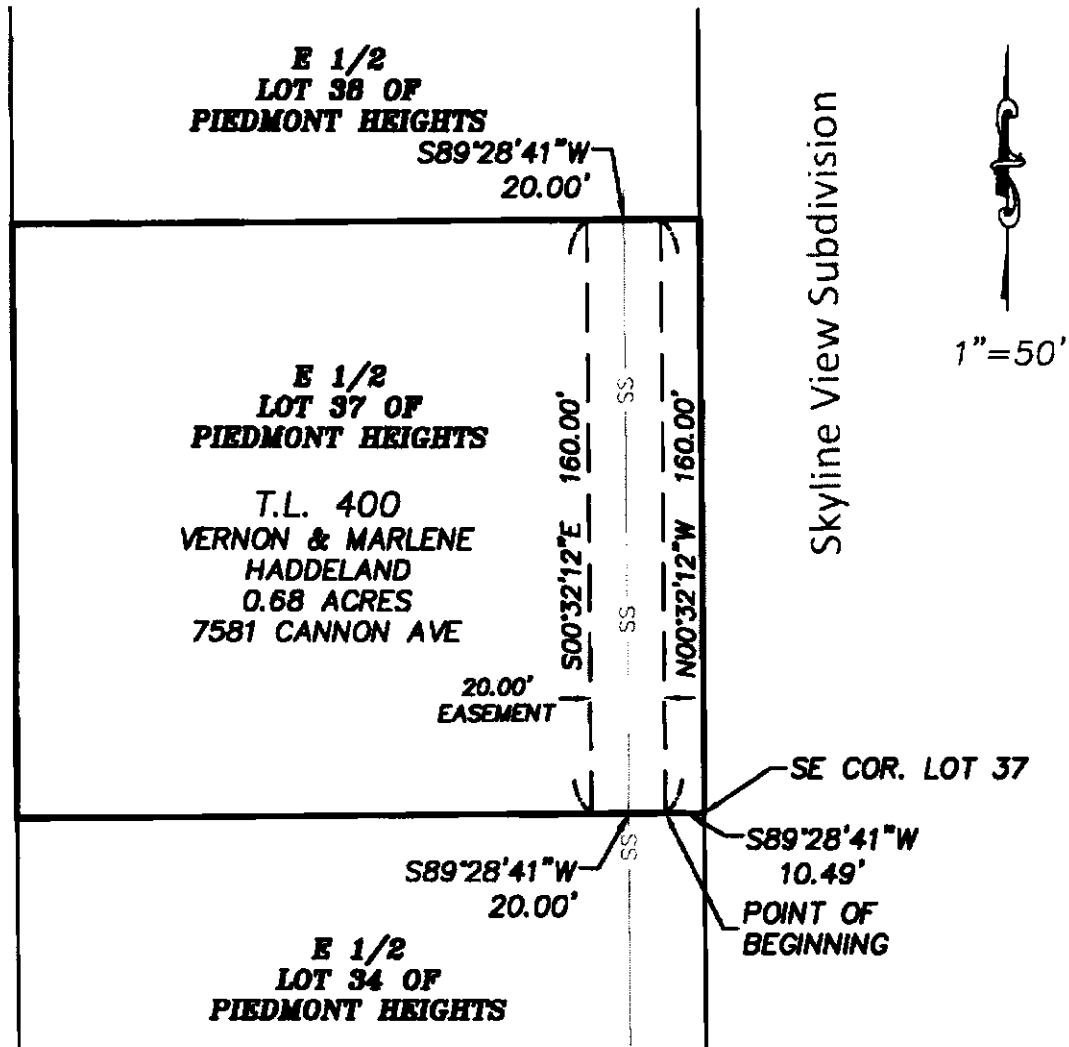 E 1/2
LOT 38 OF
PIEDMONT HEIGHTS
S89°28'41"W
20.00'
Skyline View Subdivision
1"=50'
E 1/2
LOT 37 OF
PIEDMONT HEIGHTS
T.L. 400
VERNON & MARLENE
HADDELAND
0.68 ACRES
7581 CANNON AVE
S00°32'12"E 160.00'
SS
SS
N00°32'12"W 160.00'
20.00'
EASEMENT
SE COR. LOT 37
S89°28'41"W
10.49'
POINT OF
BEGINNING
S89°28'41"W
20.00'
SS
E 1/2
LOT 34 OF
PIEDMONT HEIGHTS